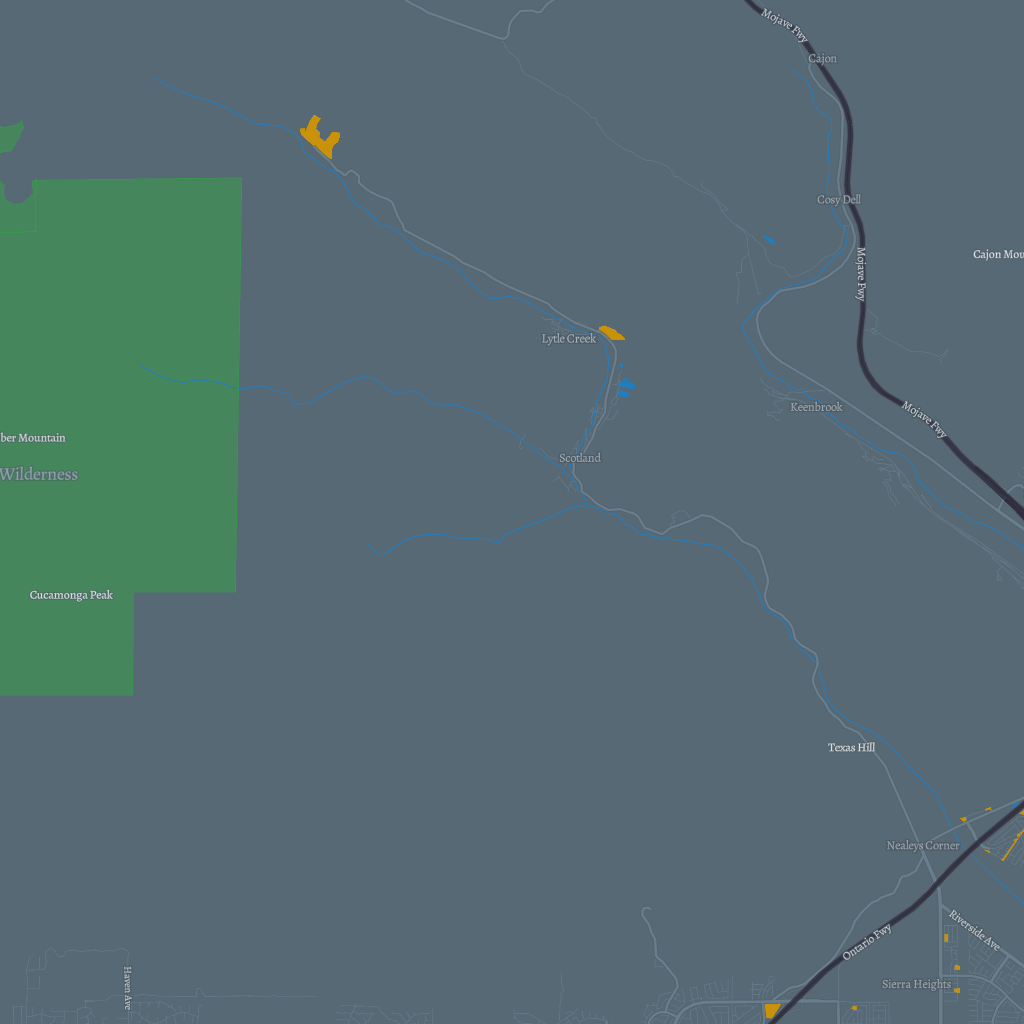 Mojave Fwy
Cajon
Cosy Dell
Mojave Fwy
Cajon Mou
Lytle Creek
Keenbrook
Mojave Fwy
ber Mountain
Wilderness
Scotland
Cucamonga Peak
Texas Hill
Nealeys Corner
Riverside Ave
Ontario Fwy
Haven Ave
Sierra Heights